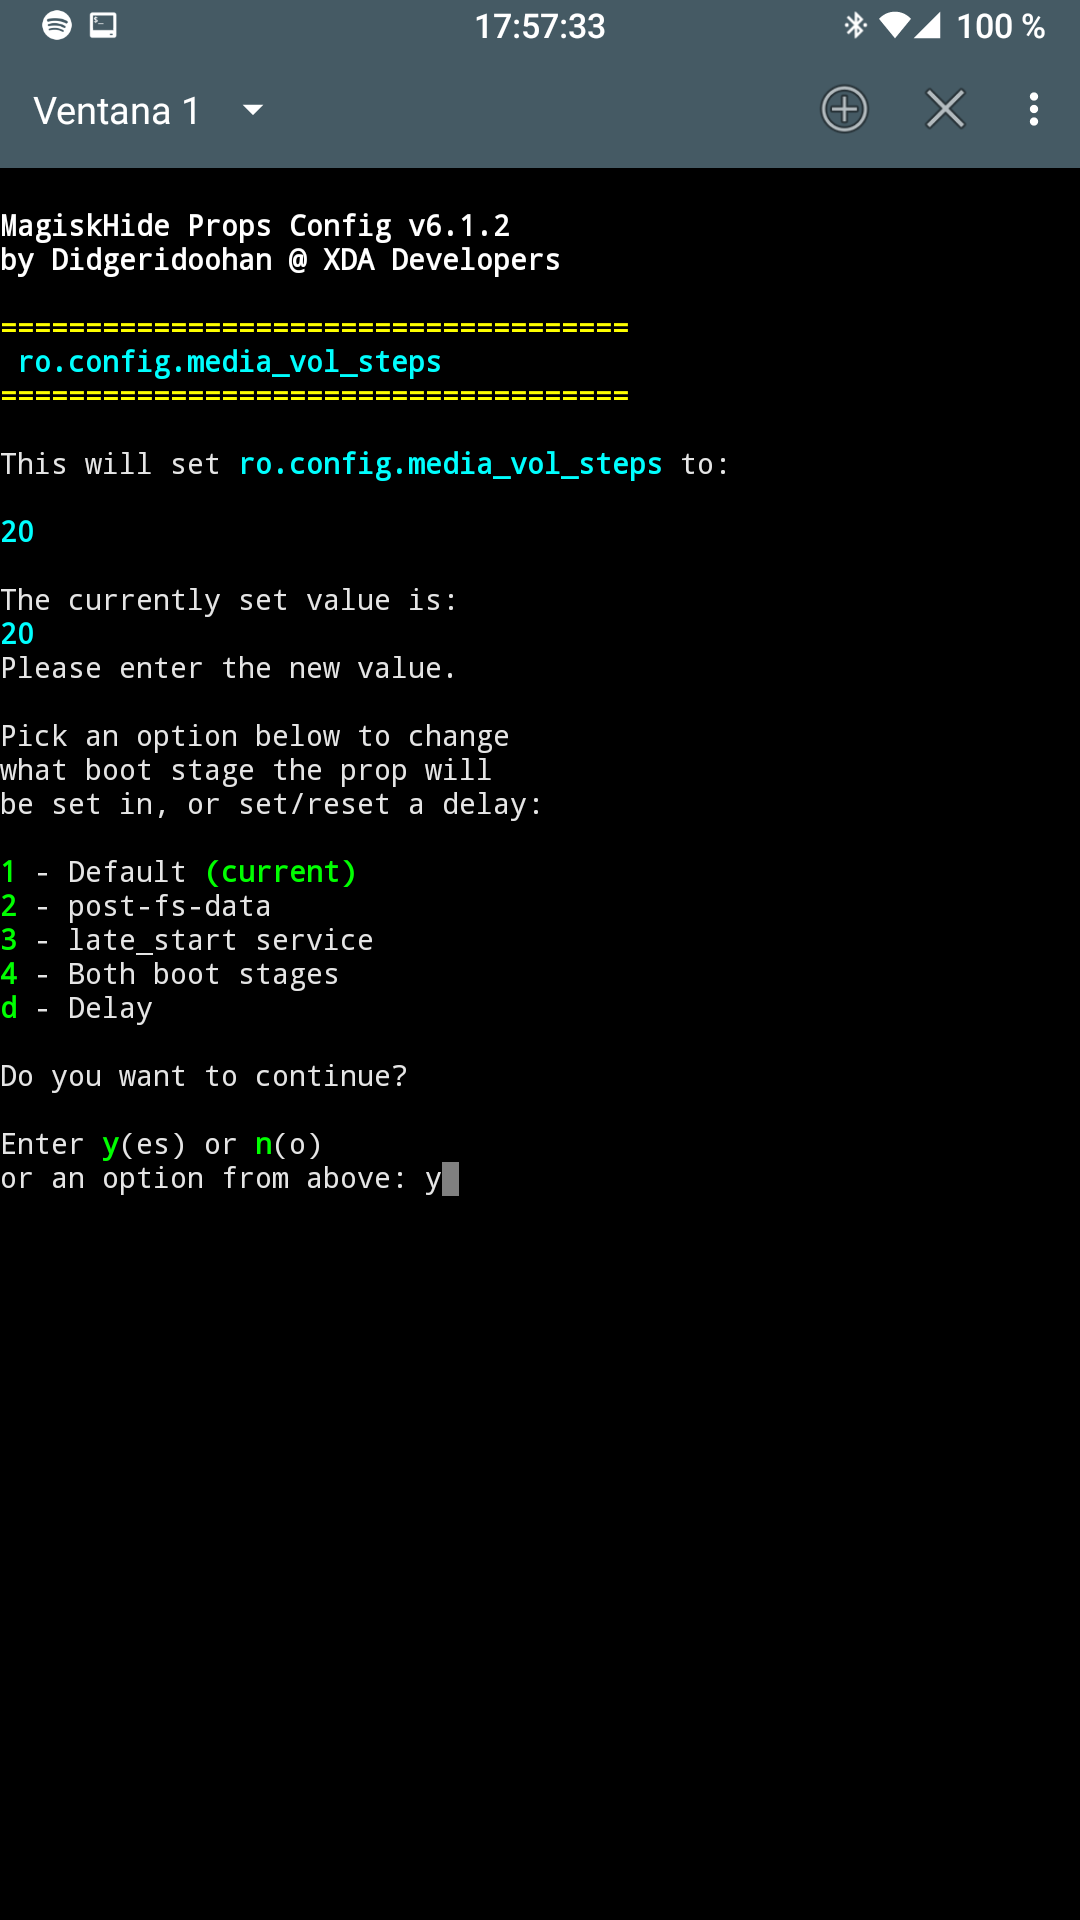 17:57:33
100 %
Ventana 1
MagiskHide Props Config v6.1.2
by Didgeridoohan @ XDA Developers
=====================================
ro.config.media_vol_steps
=====================================
This will set ro.config.media_vol_steps to:
20
The currently set value is:
20
Please enter the new value.
Pick an option below to change
what boot stage the prop will
be set in, or set/reset a delay:
1 - Default (current)
2 - post-fs-data
3 - late_start service
4 - Both boot stages
d - Delay
Do you want to continue?
Enter y(es) or n(o)
or an option from above: y